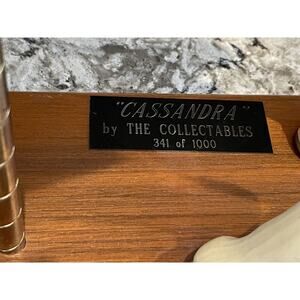 "CASSANDRA"
by THE COLLECTABLES
341 of 1000